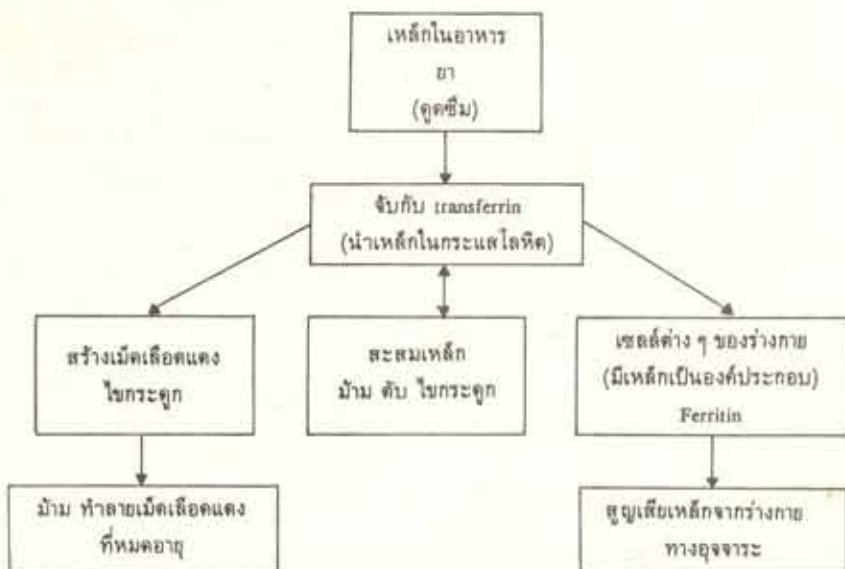 เหล็กในอาหาร
ยา
(ดูดซึม)
จับกับ transferrin
(นำเหล็กในกระแสโลหิต)
สร้างเม็ดเลือดแดง
ไขกระดูก
สะสมเหล็ก
ม้าม ตับ ไขกระดูก
เซลล์ต่าง ๆ ของร่างกาย
(มีเหล็กเป็นองค์ประกอบ)
Ferritin
ม้าม ทำลายเม็ดเลือดแดง
ที่หมดอายุ
สูญเสียเหล็กจากร่างกาย
ทางอุจจาระ